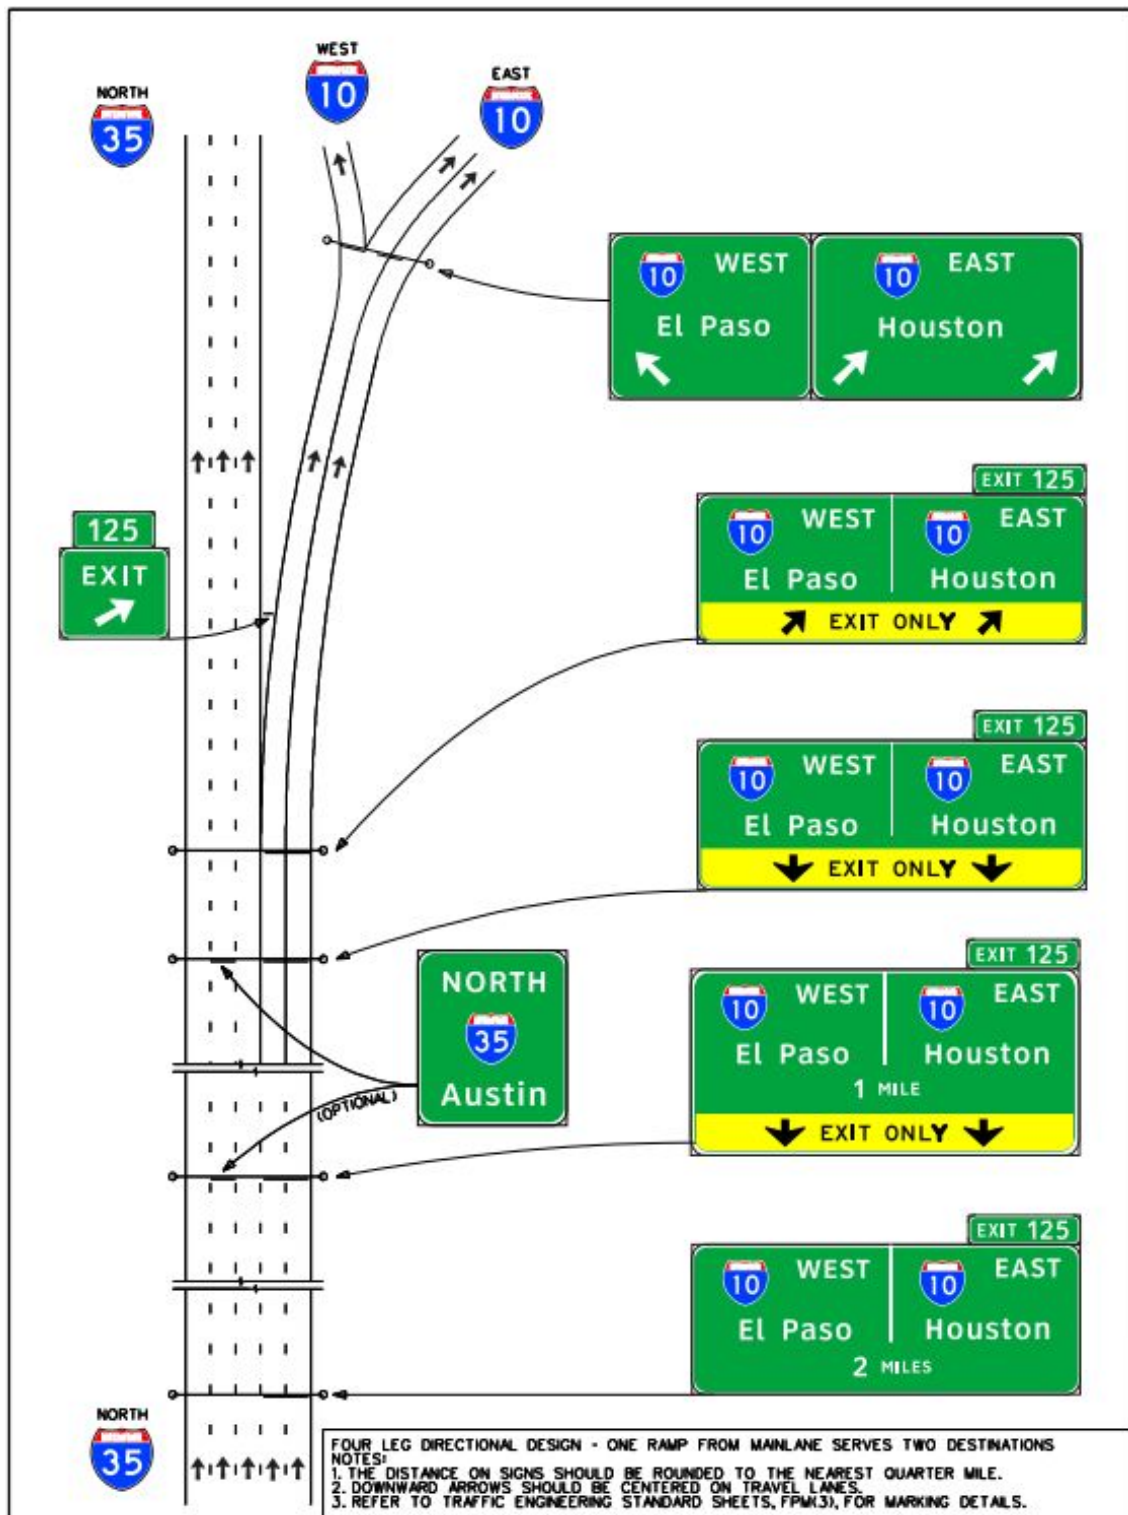 WEST
10
EAST
10
NORTH
35
10 WEST
El Paso
10 EAST
Houston
EXIT 125
10 WEST
El Paso
10 EAST
Houston
EXIT ONLY
125
EXIT
EXIT 125
10 WEST
El Paso
10 EAST
Houston
EXIT ONLY
NORTH
35
Austin
(OPTIONAL)
EXIT 125
10 WEST
El Paso
10 EAST
Houston
1 MILE
EXIT ONLY
EXIT 125
10 WEST
El Paso
10 EAST
Houston
2 MILES
NORTH
35
FOUR LEG DIRECTIONAL DESIGN - ONE RAMP FROM MAINLANE SERVES TWO DESTINATIONS
NOTES:
1. THE DISTANCE ON SIGNS SHOULD BE ROUNDED TO THE NEAREST QUARTER MILE.
2. DOWNWARD ARROWS SHOULD BE CENTERED ON TRAVEL LANES.
3. REFER TO TRAFFIC ENGINEERING STANDARD SHEETS, FPM(3), FOR MARKING DETAILS.